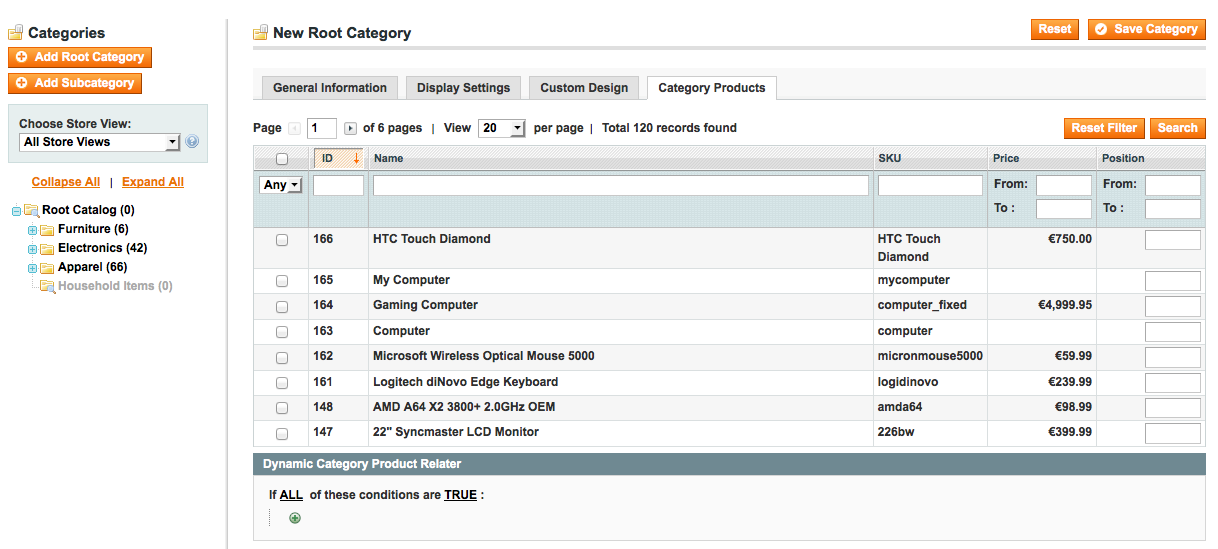 Categories
Add Root Category
Add Subcategory
Choose Store View:
All Store Views
Collapse All | Expand All
Root Catalog (0)
Furniture (6)
Electronics (42)
Apparel (66)
Household Items (0)
New Root Category
Reset Save Category
General Information Display Settings Custom Design Category Products
Page 1 of 6 pages | View 20 per page | Total 120 records found
Reset Filter Search
ID Name SKU Price Position
Any From: From:
To : To :
166 HTC Touch Diamond HTC Touch €750.00
Diamond
165 My Computer mycomputer
164 Gaming Computer computer_fixed €4,999.95
163 Computer computer
162 Microsoft Wireless Optical Mouse 5000 micronmouse5000 €59.99
161 Logitech diNovo Edge Keyboard logidinovo €239.99
148 AMD A64 X2 3800+ 2.0GHz OEM amda64 €98.99
147 22" Syncmaster LCD Monitor 226bw €399.99
Dynamic Category Product Relater
If ALL of these conditions are TRUE :